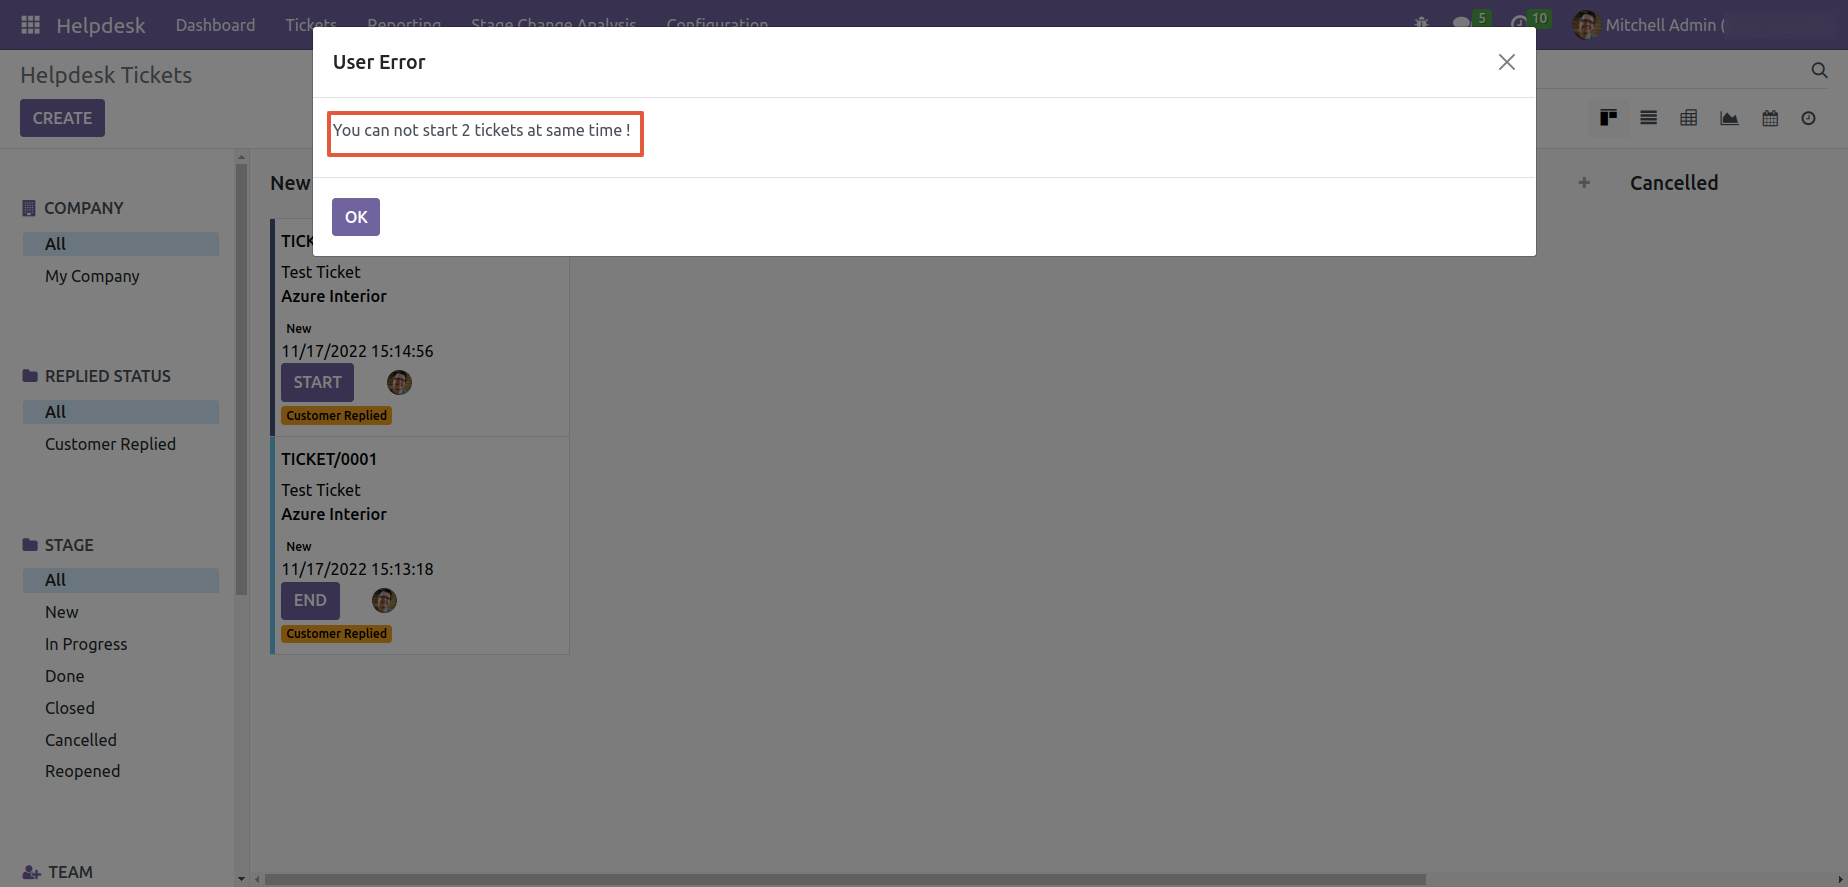 Helpdesk Dashboard Tickets Reporting Stage Change Analysis Configuration 5 10 Mitchell Admin (
Helpdesk Tickets
CREATE
User Error
You can not start 2 tickets at same time !
OK
COMPANY
All
My Company
REPLIED STATUS
All
Customer Replied
STAGE
All
New
In Progress
Done
Closed
Cancelled
Reopened
TEAM
New
Test Ticket
Azure Interior
New
11/17/2022 15:14:56
START
Customer Replied
TICKET/0001
Test Ticket
Azure Interior
New
11/17/2022 15:13:18
END
Customer Replied
Cancelled